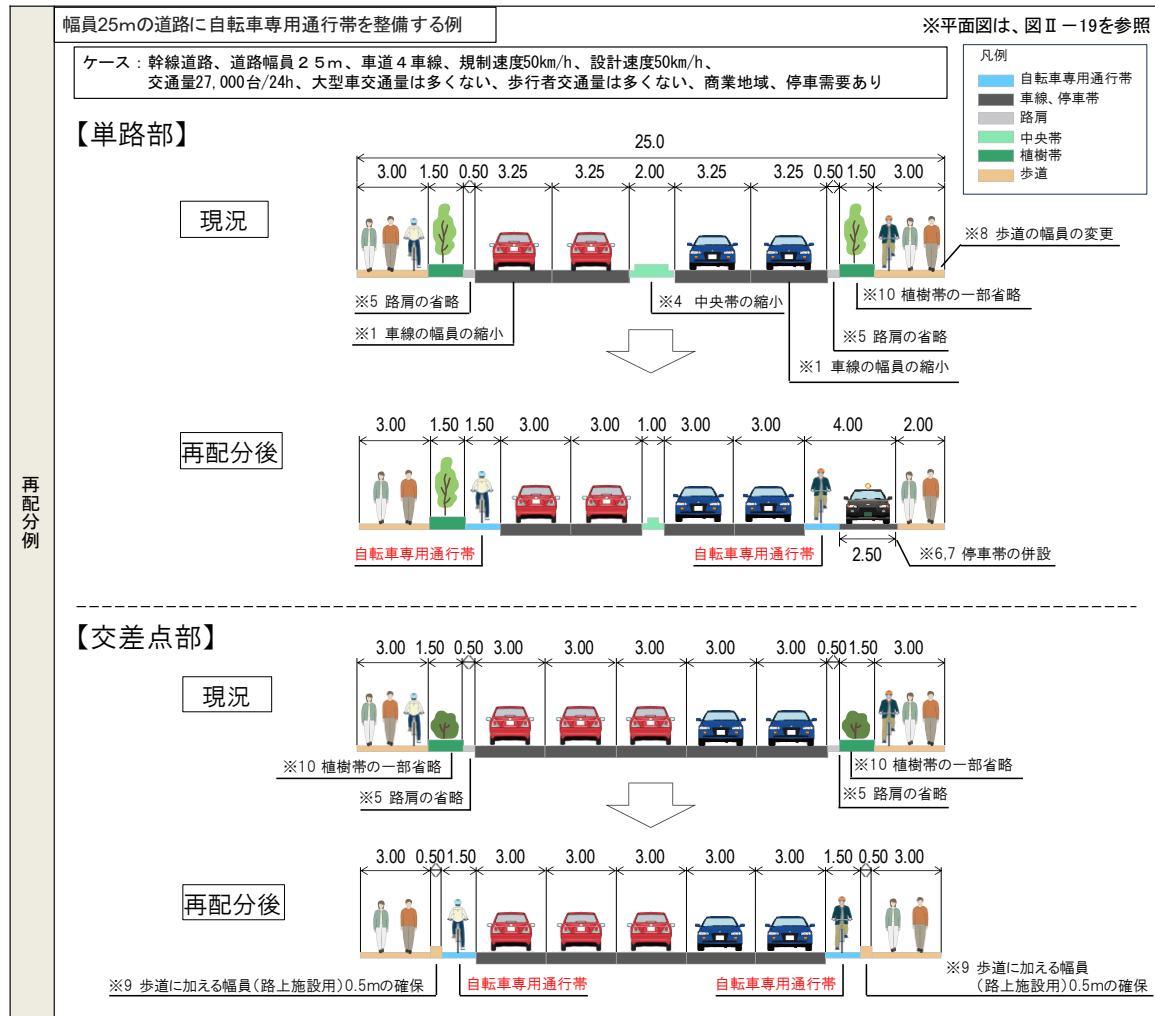 幅員25mの道路に自転車専用通行帯を整備する例
※平面図は、図Ⅱ－19を参照
ケース：幹線道路、道路幅員２５ｍ、車道４車線、規制速度50km/h、設計速度50km/h、
交通量27,000台/24h、大型車交通量は多くない、歩行者交通量は多くない、商業地域、停車需要あり
凡例
自転車専用通行帯
車線、停車帯
路肩
中央帯
植樹帯
歩道
再配分例
【単路部】
25.0
3.00 1.50 0.50 3.25 3.25 2.00 3.25 3.25 0.50 1.50 3.00
現況
※8 歩道の幅員の変更
※5 路肩の省略
※4 中央帯の縮小
※10 植樹帯の一部省略
※1 車線の幅員の縮小
※5 路肩の省略
※1 車線の幅員の縮小
3.00 1.50 1.50 3.00 3.00 1.00 3.00 3.00 4.00 2.00
再配分後
自転車専用通行帯
自転車専用通行帯
2.50
※6,7 停車帯の併設
【交差点部】
3.00 1.50 0.50 3.00 3.00 3.00 3.00 3.00 0.50 1.50 3.00
現況
※10 植樹帯の一部省略
※10 植樹帯の一部省略
※5 路肩の省略
※5 路肩の省略
3.00 0.50 1.50 3.00 3.00 3.00 3.00 3.00 1.50 0.50 3.00
再配分後
※9 歩道に加える幅員（路上施設用）0.5mの確保
自転車専用通行帯
自転車専用通行帯
※9 歩道に加える幅員
（路上施設用）0.5mの確保